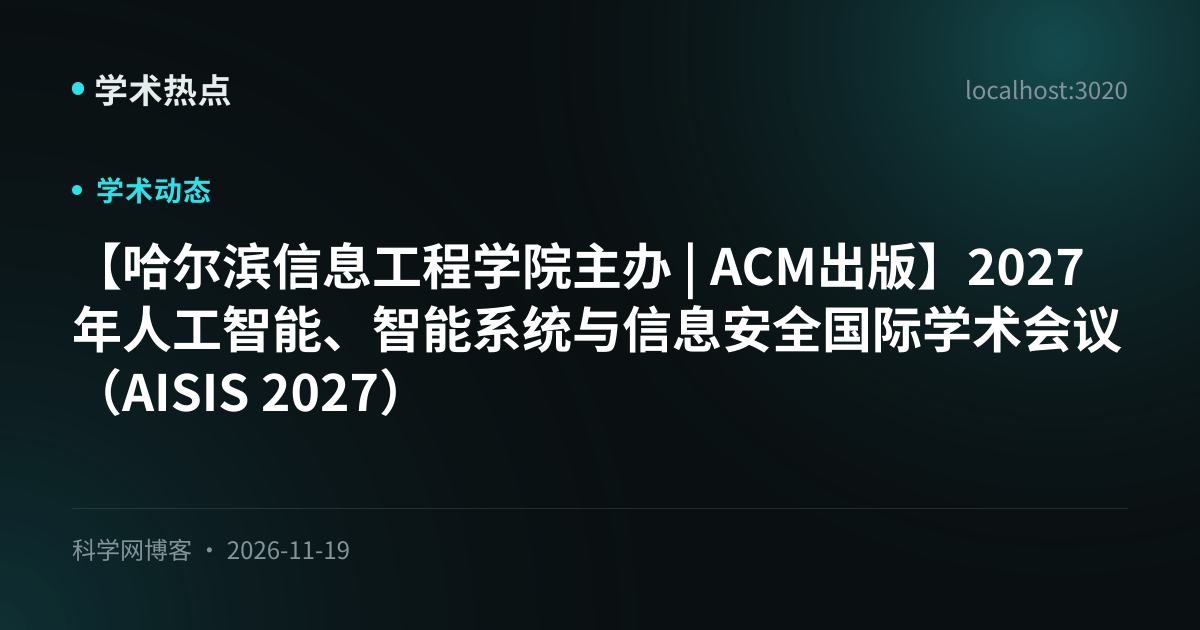 学术热点
localhost:3020
学术动态
【哈尔滨信息工程学院主办 | ACM出版】2027
年人工智能、智能系统与信息安全国际学术会议
（AISIS 2027）
科学网博客 · 2026-11-19